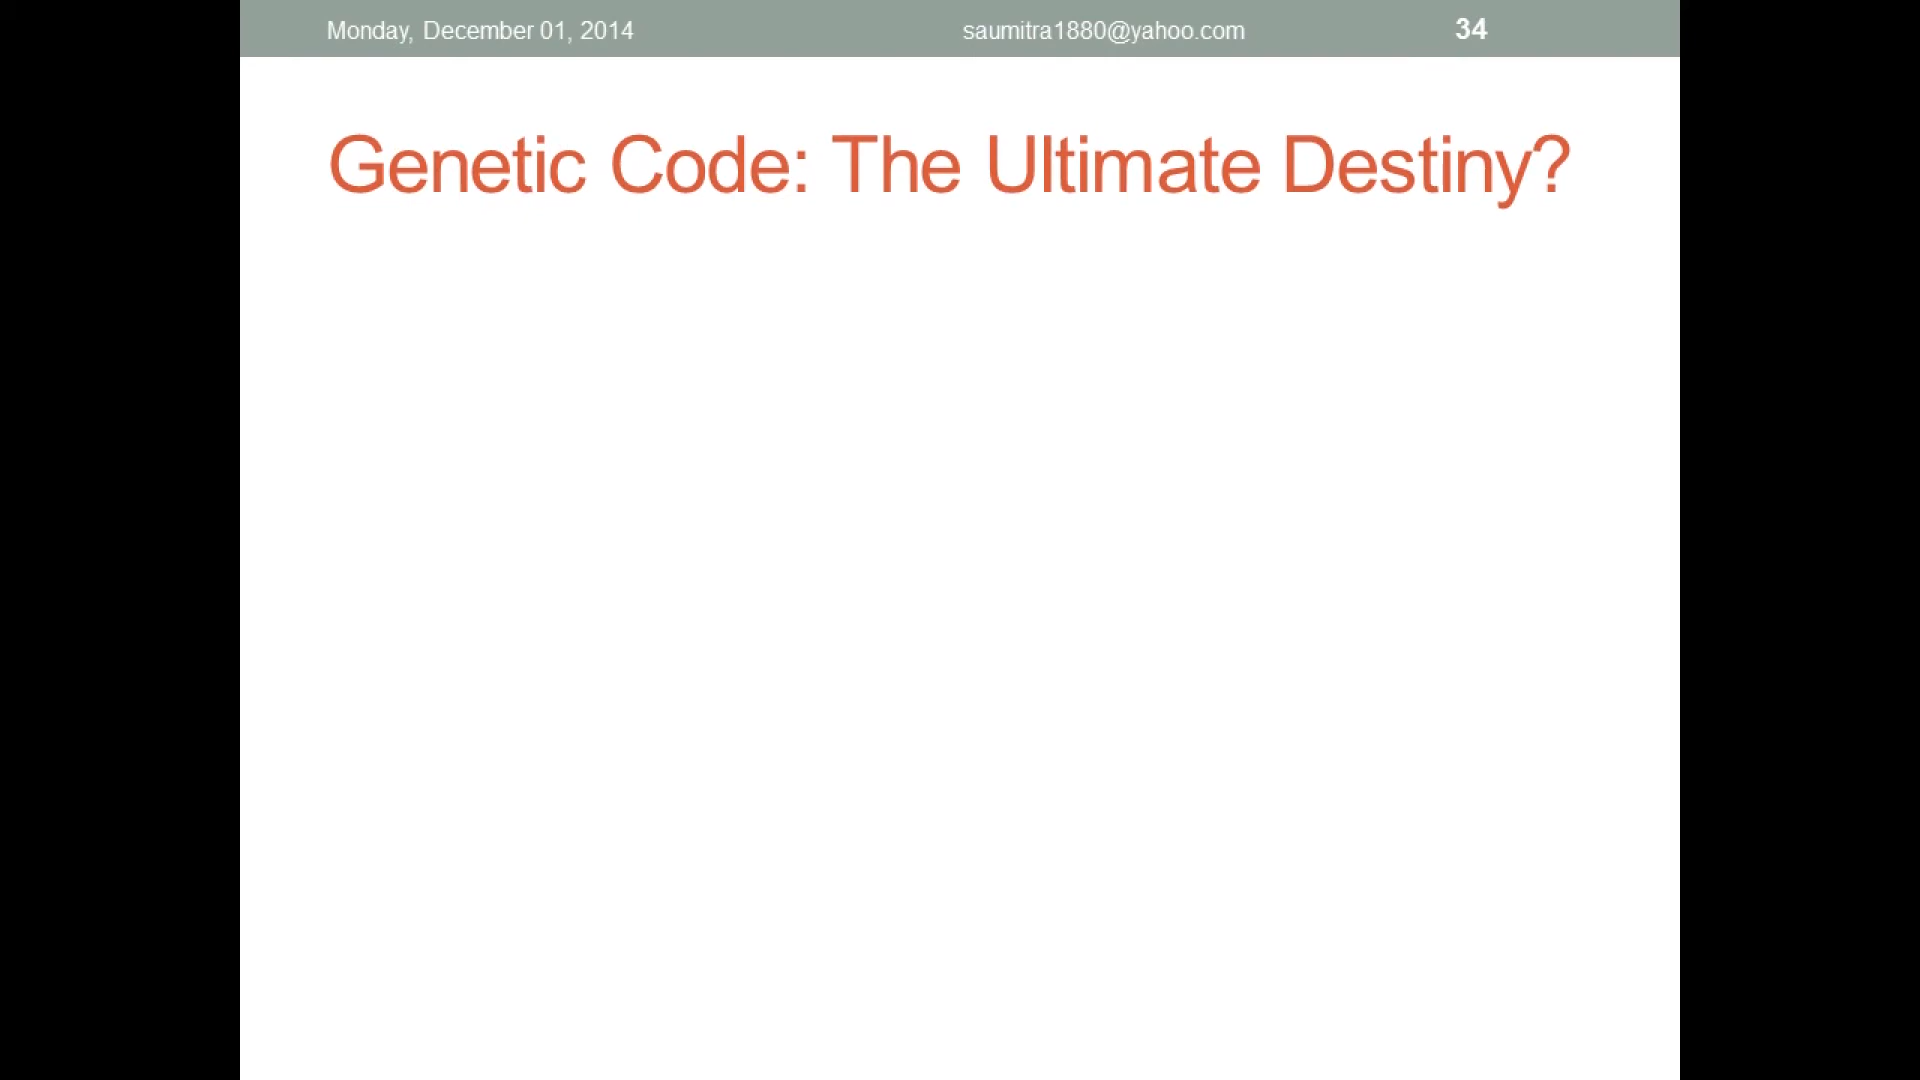 Monday, December 01, 2014 saumitra1880@yahoo.com 34
Genetic Code: The Ultimate Destiny?